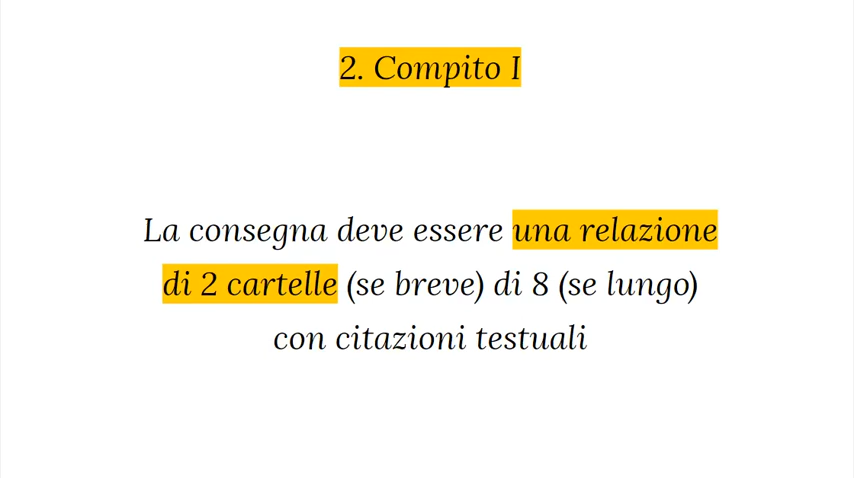 2. Compito I
La consegna deve essere una relazione
di 2 cartelle (se breve) di 8 (se lungo)
con citazioni testuali